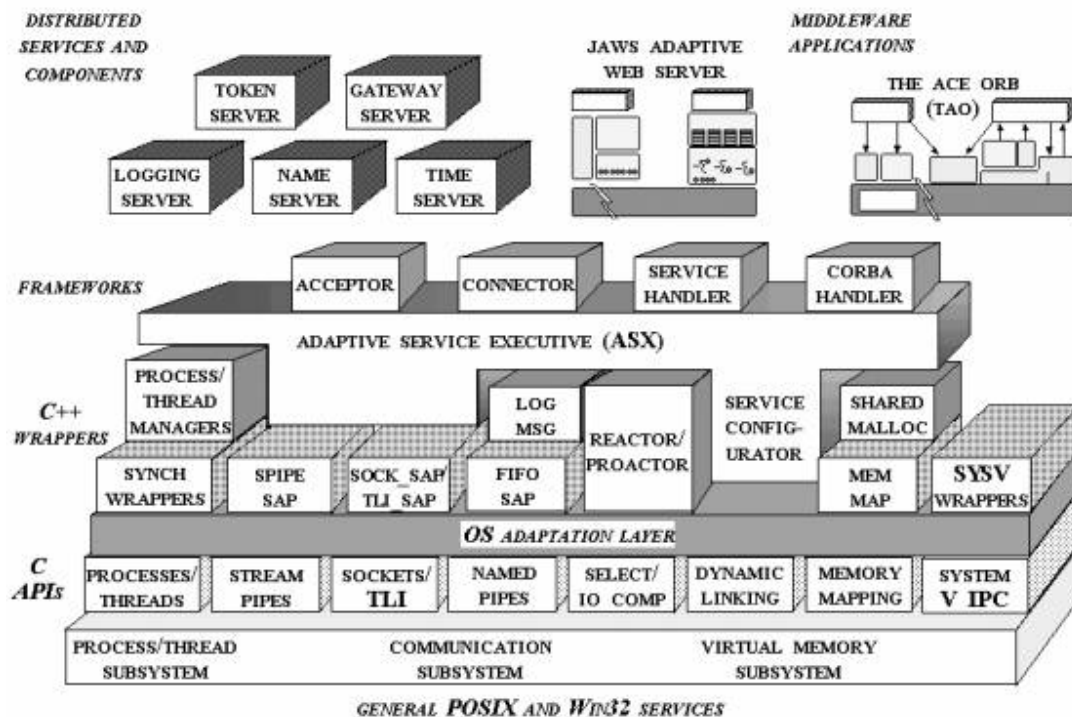 DISTRIBUTED
SERVICES AND
COMPONENTS
MIDDLEWARE
APPLICATIONS
TOKEN
SERVER
GATEWAY
SERVER
JAWS ADAPTIVE
WEB SERVER
THE ACE ORB
(TAO)
LOGGING
SERVER
NAME
SERVER
TIME
SERVER
FRAMEWORKS
ACCEPTOR
CONNECTOR
SERVICE
HANDLER
CORBA
HANDLER
ADAPTIVE SERVICE EXECUTIVE (ASX)
C++
WRAPPERS
PROCESS/
THREAD
MANAGERS
LOG
MSG
REACTOR/
PROACTOR
SERVICE
CONFIG-
URATOR
SHARED
MALLOC
SYNCH
WRAPPERS
SPIPE
SAP
SOCK_SAP/
TLI_SAP
FIFO
SAP
MEM
MAP
SYSV
WRAPPERS
OS ADAPTATION LAYER
C
APIs
PROCESSES/
THREADS
STREAM
PIPES
SOCKETS/
TLI
NAMED
PIPES
SELECT/
IO COMP
DYNAMIC
LINKING
MEMORY
MAPPING
SYSTEM
V IPC
PROCESS/THREAD
SUBSYSTEM
COMMUNICATION
SUBSYSTEM
VIRTUAL MEMORY
SUBSYSTEM
GENERAL POSIX AND WIN32 SERVICES